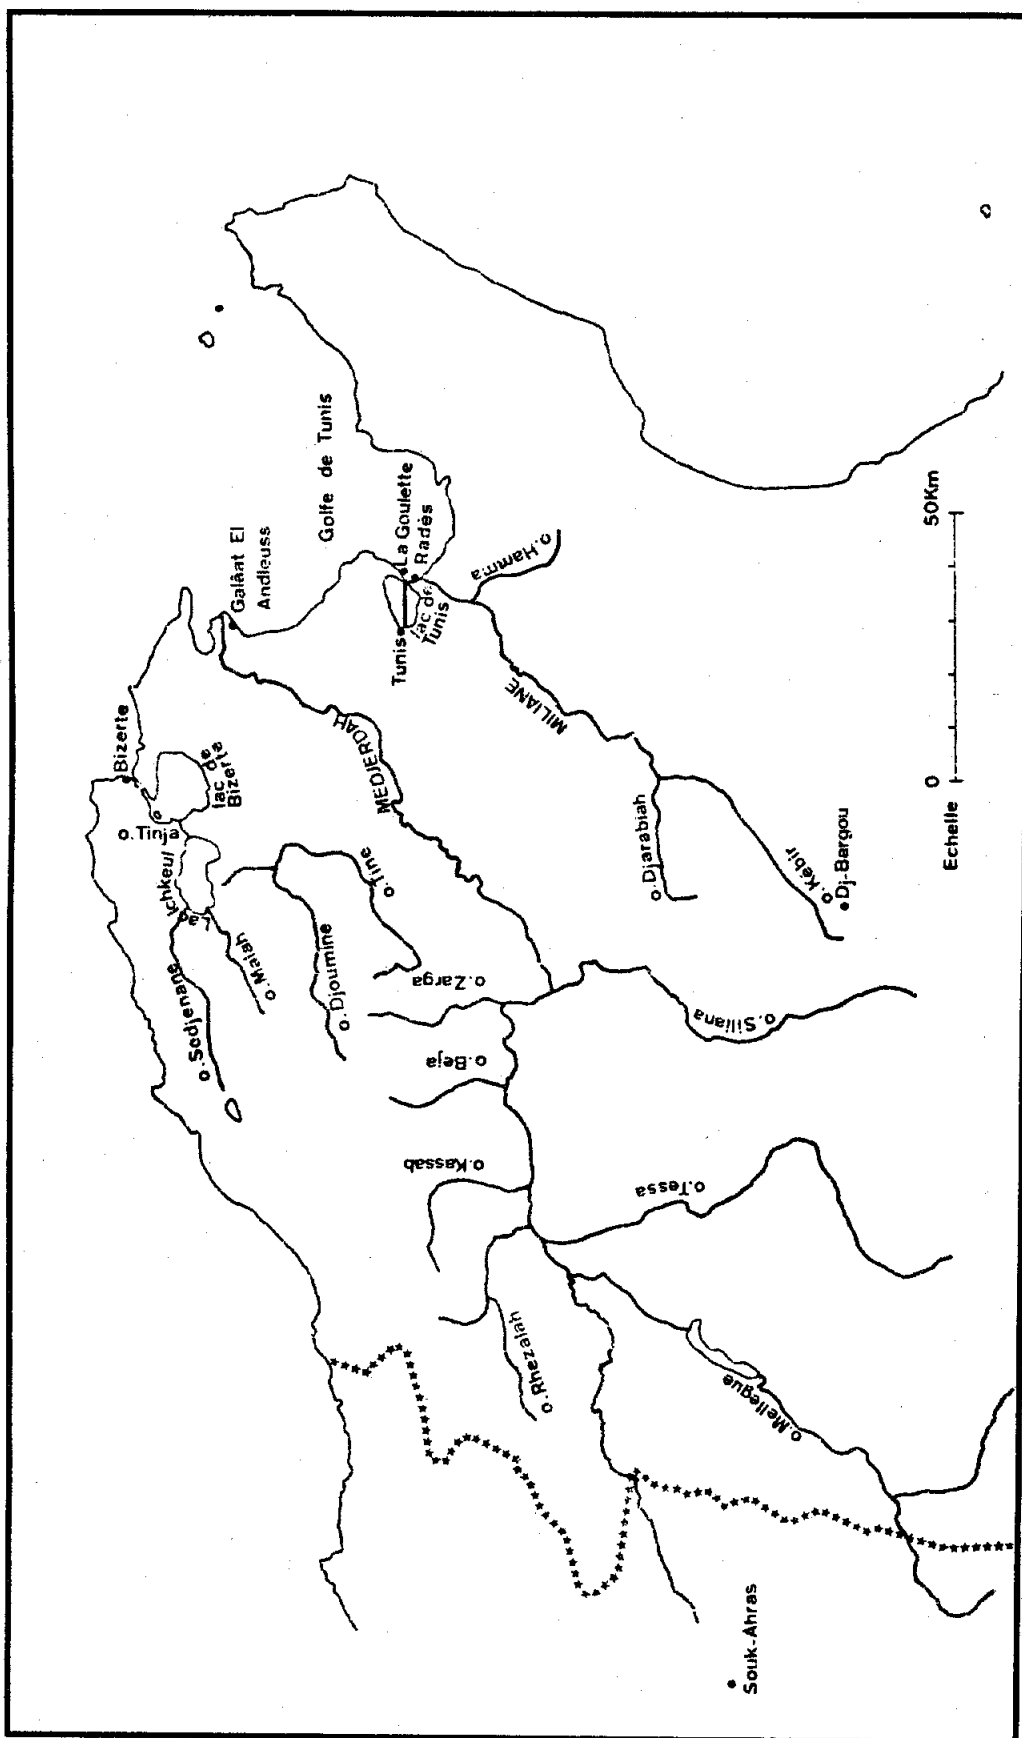 Bizerte
lac de
Bizerte
o.Tinja
Lac Ichkeul
o.Sedjenane
o.Malah
o.Djoumine
o.Tine
Galâat El
Andleuss
Golfe de Tunis
La Goulette
Radès
Tunis
lac de
Tunis
MEDJERDAH
MILIANE
o.Hamma
o.Djarabiah
o.Kébir
Dj-Bargou
o.Zarga
o.Beja
o.Kassab
o.Rhezalah
o.Siliana
o.Tessa
o.Mellegue
Souk-Ahras
Echelle
0
50Km